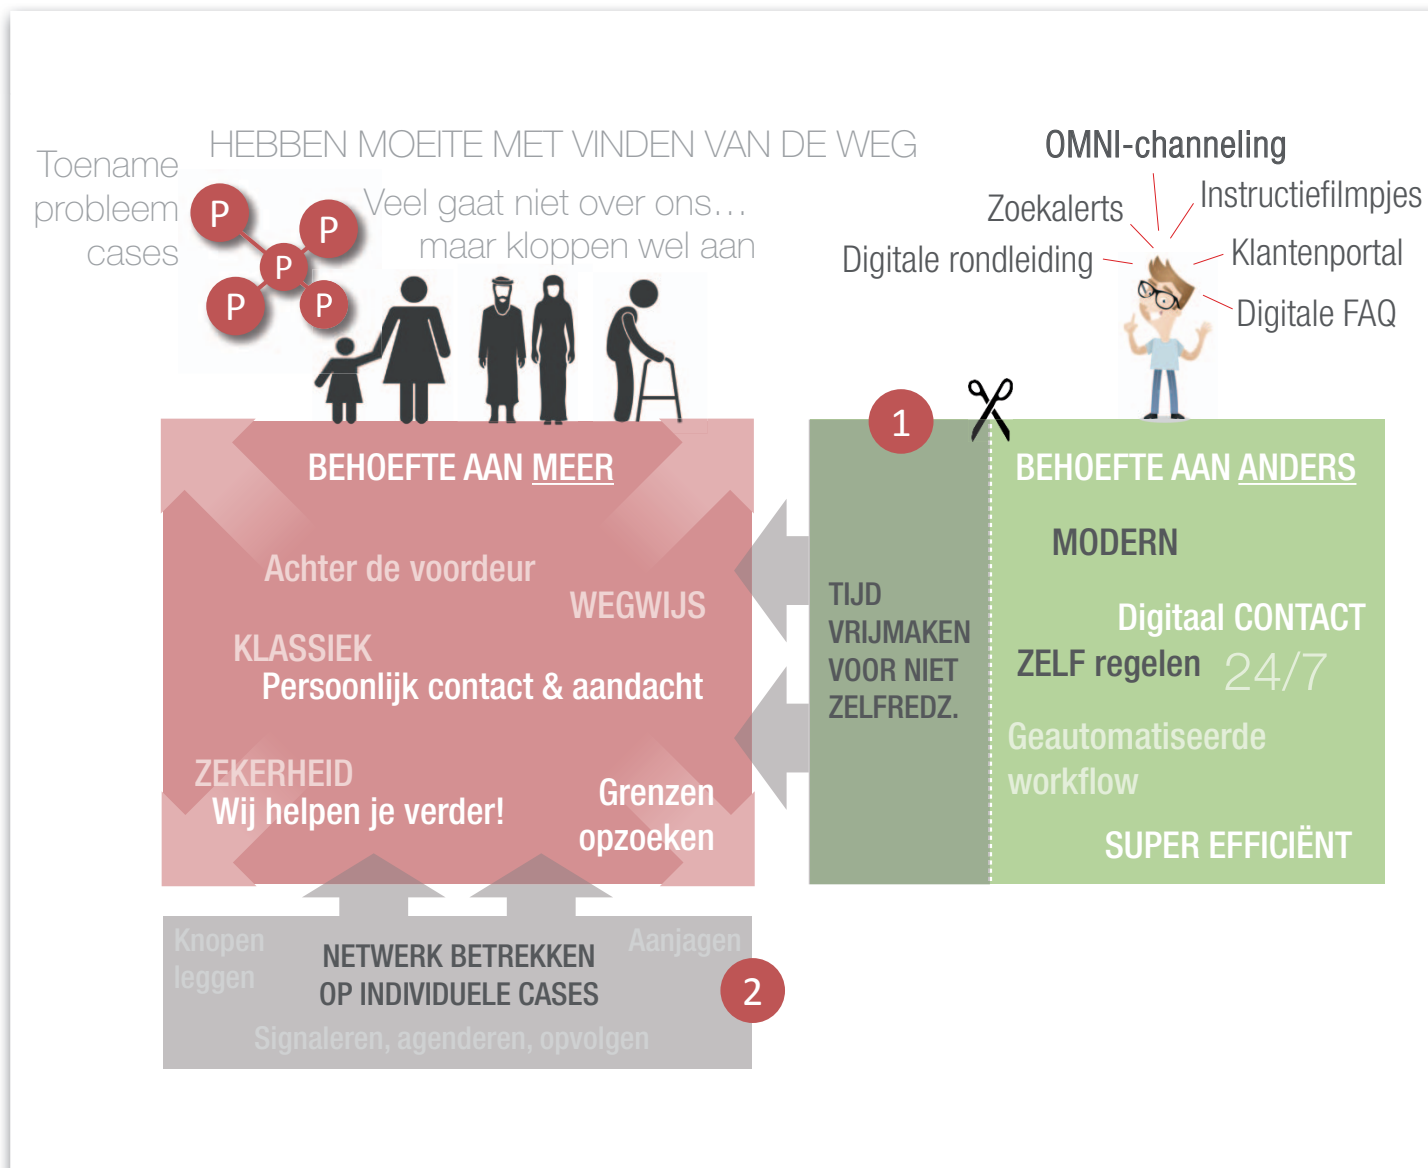 HEBBEN MOEITE MET VINDEN VAN DE WEG
Toename
probleem
cases
P
P
P
P
P
Veel gaat niet over ons...
maar kloppen wel aan
OMNI-channeling
Zoekalerts
Instructiefilmpjes
Digitale rondleiding
Klantenportal
Digitale FAQ
BEHOEFTE AAN MEER
Achter de voordeur
WEGWIJS
KLASSIEK
Persoonlijk contact & aandacht
ZEKERHEID
Wij helpen je verder!
Grenzen
opzoeken
1
TIJD
VRIJMAKEN
VOOR NIET
ZELFREDZ.
BEHOEFTE AAN ANDERS
MODERN
Digitaal CONTACT
ZELF regelen
24/7
Geautomatiseerde
workflow
SUPER EFFICIËNT
Knopen
leggen
NETWERK BETREKKEN
OP INDIVIDUELE CASES
Aanjagen
2
Signaleren, agenderen, opvolgen